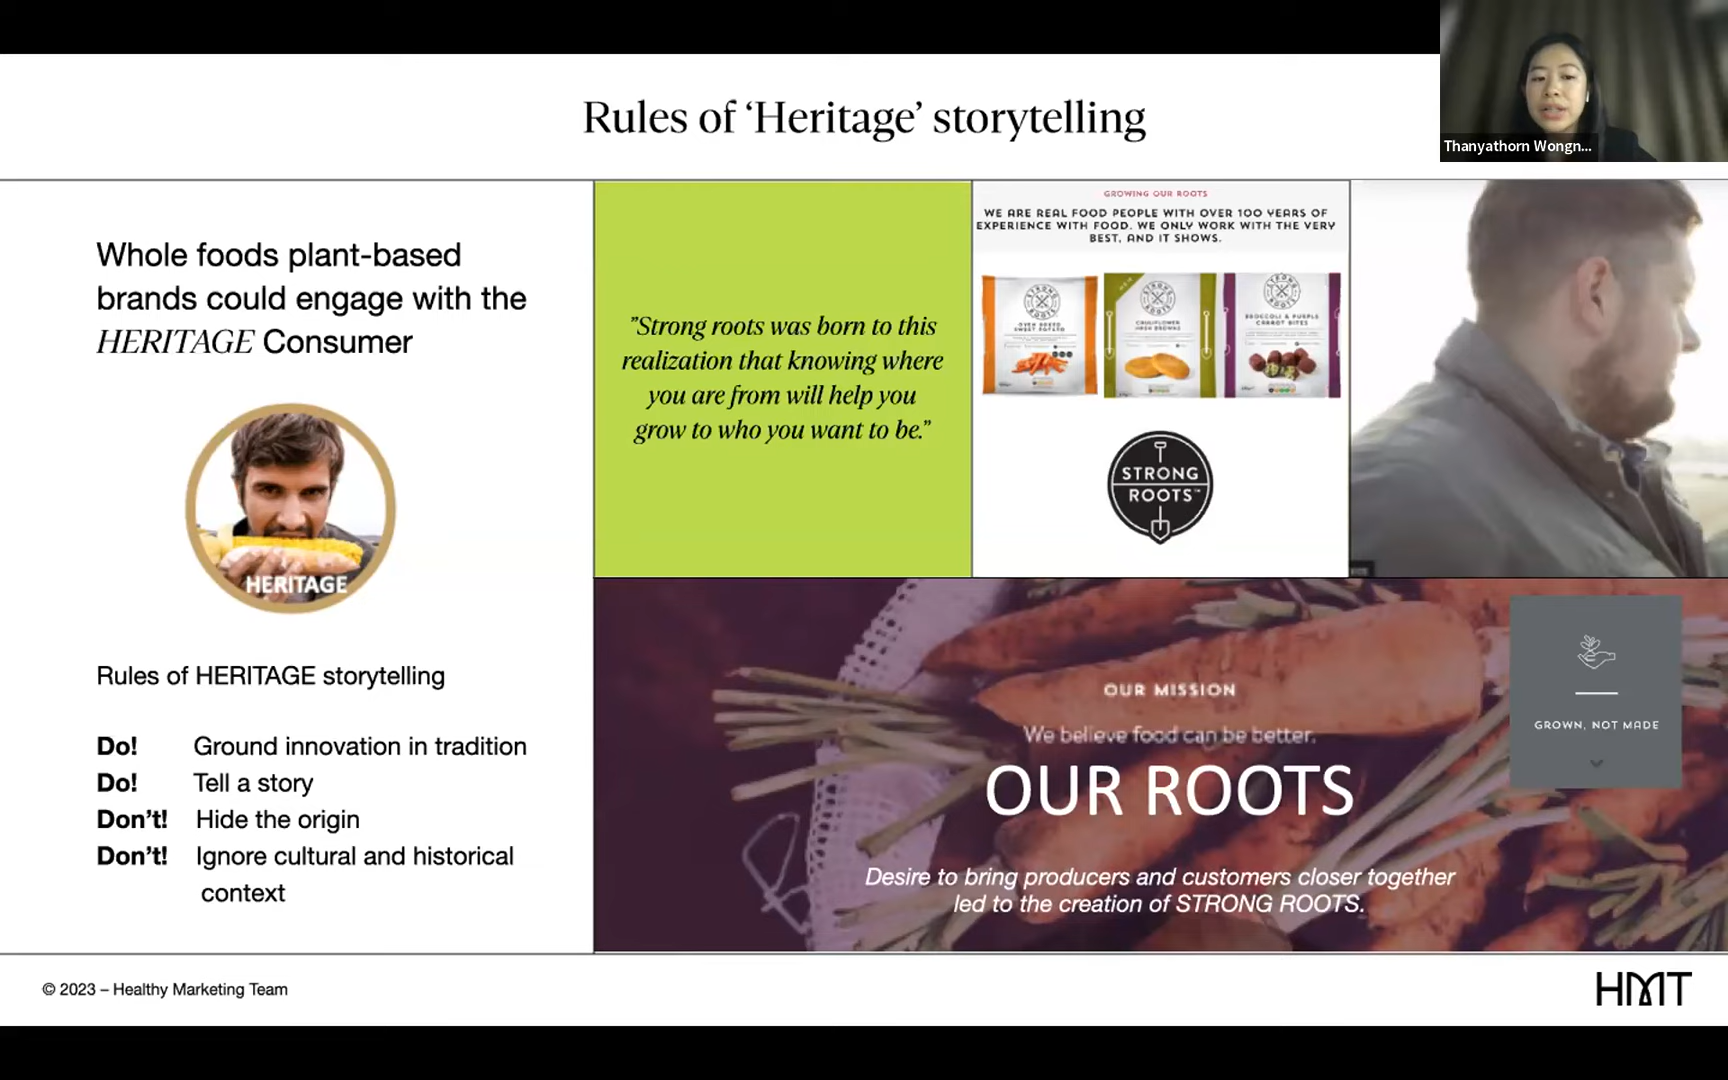 Rules of ‘Heritage’ storytelling
Thanyathorn Wongn...
Whole foods plant-based
brands could engage with the
HERITAGE Consumer
HERITAGE
Rules of HERITAGE storytelling
Do! Ground innovation in tradition
Do! Tell a story
Don’t! Hide the origin
Don’t! Ignore cultural and historical
context
”Strong roots was born to this
realization that knowing where
you are from will help you
grow to who you want to be.”
GROWING OUR ROOTS
WE ARE REAL FOOD PEOPLE WITH OVER 100 YEARS OF
EXPERIENCE WITH FOOD. WE ONLY WORK WITH THE VERY
BEST, AND IT SHOWS.
STRONG
ROOTS
OVEN BAKED
SWEET POTATO
STRONG
ROOTS
CAULIFLOWER
HASH BROWNS
STRONG
ROOTS
BROCCOLI & PURPLE
CARROT BITES
STRONG
ROOTS™
OUR MISSION
We believe food can be better.
OUR ROOTS
Desire to bring producers and customers closer together
led to the creation of STRONG ROOTS.
GROWN, NOT MADE
© 2023 – Healthy Marketing Team
HMT